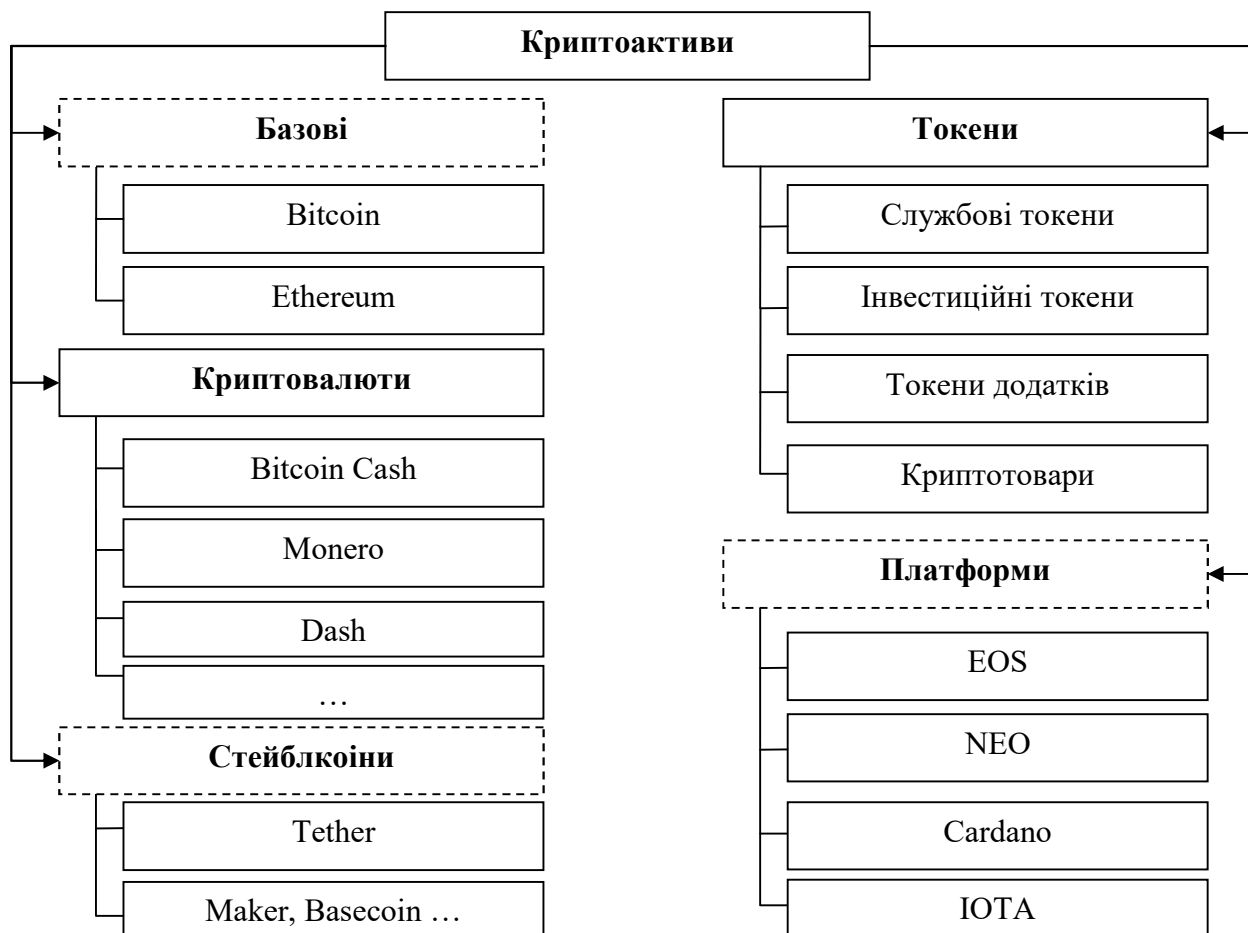 Криптоактиви
Базові
Bitcoin
Ethereum
Криптовалюти
Bitcoin Cash
Monero
Dash
…
Стейблкоіни
Tether
Maker, Basecoin …
Токени
Службові токени
Інвестиційні токени
Токени додатків
Криптотовари
Платформи
EOS
NEO
Cardano
IOTA